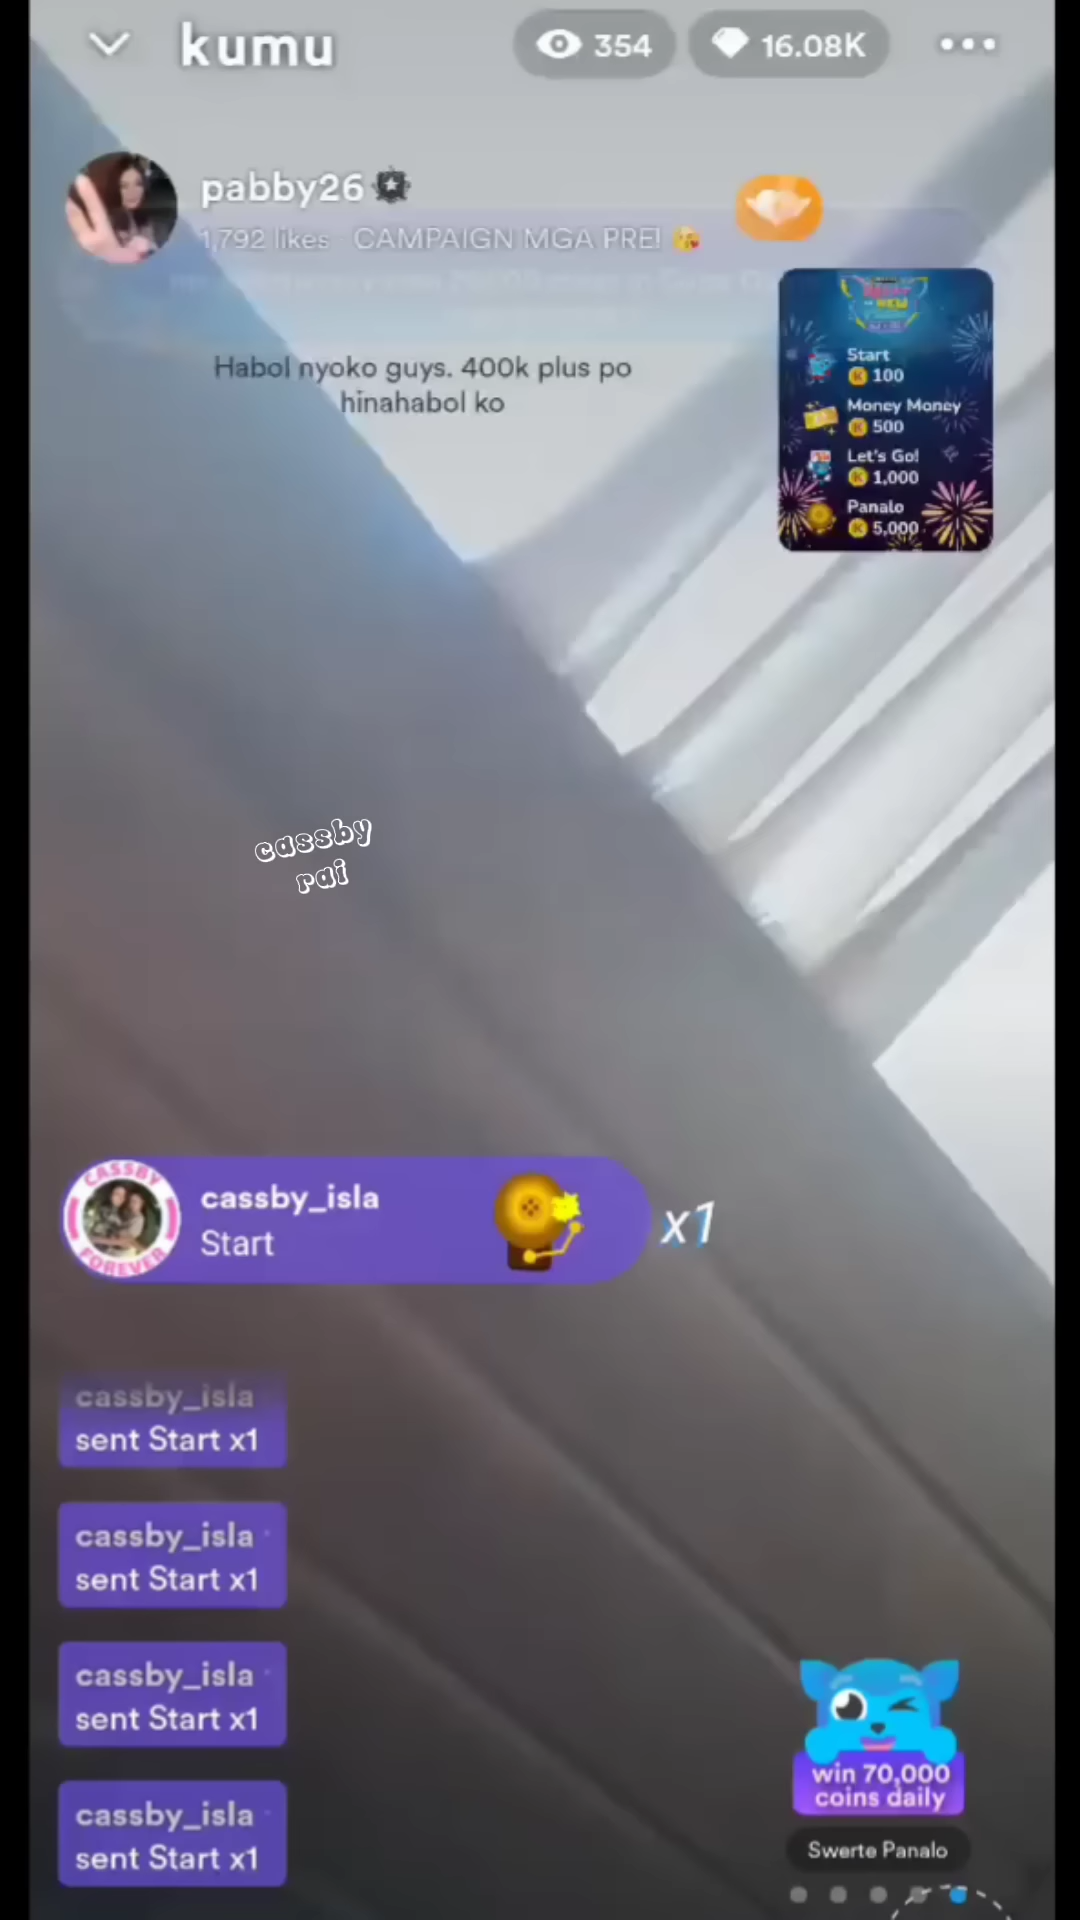 kumu
354
16.08K
pabby26
1,792 likes · CAMPAIGN MGA PRE! 😘
Habol nyoko guys. 400k plus po
hinahabol ko
Start
100
Money Money
500
Let's Go!
1,000
Panalo
5,000
cassby
rai
CASSBY
FOREVER
cassby_isla
Start
x1
cassby_isla
sent Start x1
cassby_isla
sent Start x1
cassby_isla
sent Start x1
cassby_isla
sent Start x1
win 70,000
coins daily
Swerte Panalo